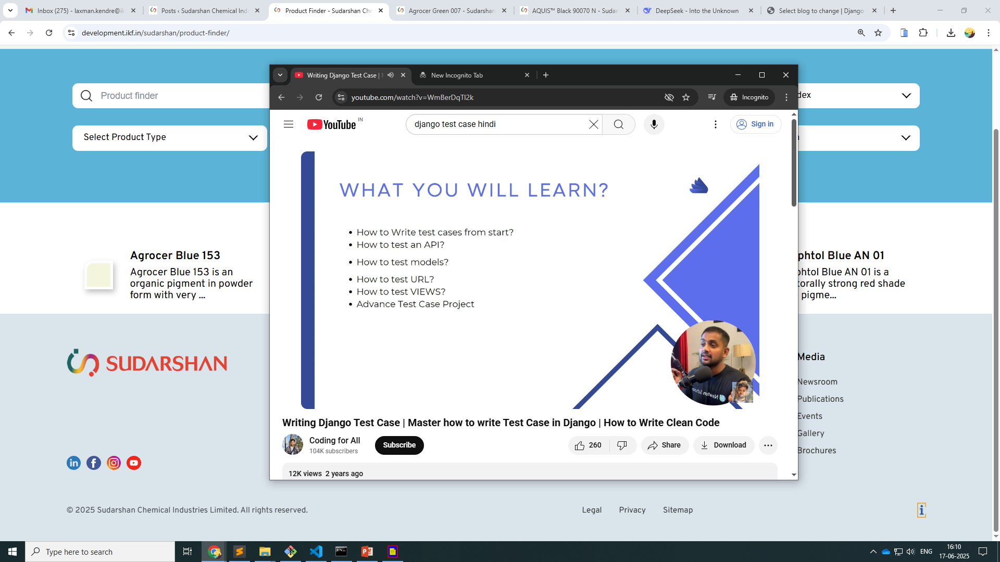 Inbox (275) - laxman.kendre@ik
Posts ‹ Sudarshan Chemical Ind
Product Finder - Sudarshan Che
Agrocer Green 007 - Sudarshan
AQUIS™ Black 90070 N - Sudar
DeepSeek - Into the Unknown
Select blog to change | Django
development.ikf.in/sudarshan/product-finder/
Product finder
dex
Select Product Type
Writing Django Test Case | M
New Incognito Tab
youtube.com/watch?v=WmBerDqTI2k
Incognito
YouTube IN
django test case hindi
Sign in
WHAT YOU WILL LEARN?
• How to Write test cases from start?
• How to test an API?
• How to test models?
• How to test URL?
• How to test VIEWS?
• Advance Test Case Project
Newton School
Writing Django Test Case | Master how to write Test Case in Django | How to Write Clean Code
Coding for All
104K subscribers
Subscribe
260
Share
Download
12K views 2 years ago
Agrocer Blue 153
Agrocer Blue 153 is an
organic pigment in powder
form with very ...
phtol Blue AN 01
phtol Blue AN 01 is a
torally strong red shade
pigme...
SUDARSHAN
Media
Newsroom
Publications
Events
Gallery
Brochures
© 2025 Sudarshan Chemical Industries Limited. All rights reserved.
Legal
Privacy
Sitemap
Type here to search
ENG
16:10
17-06-2025